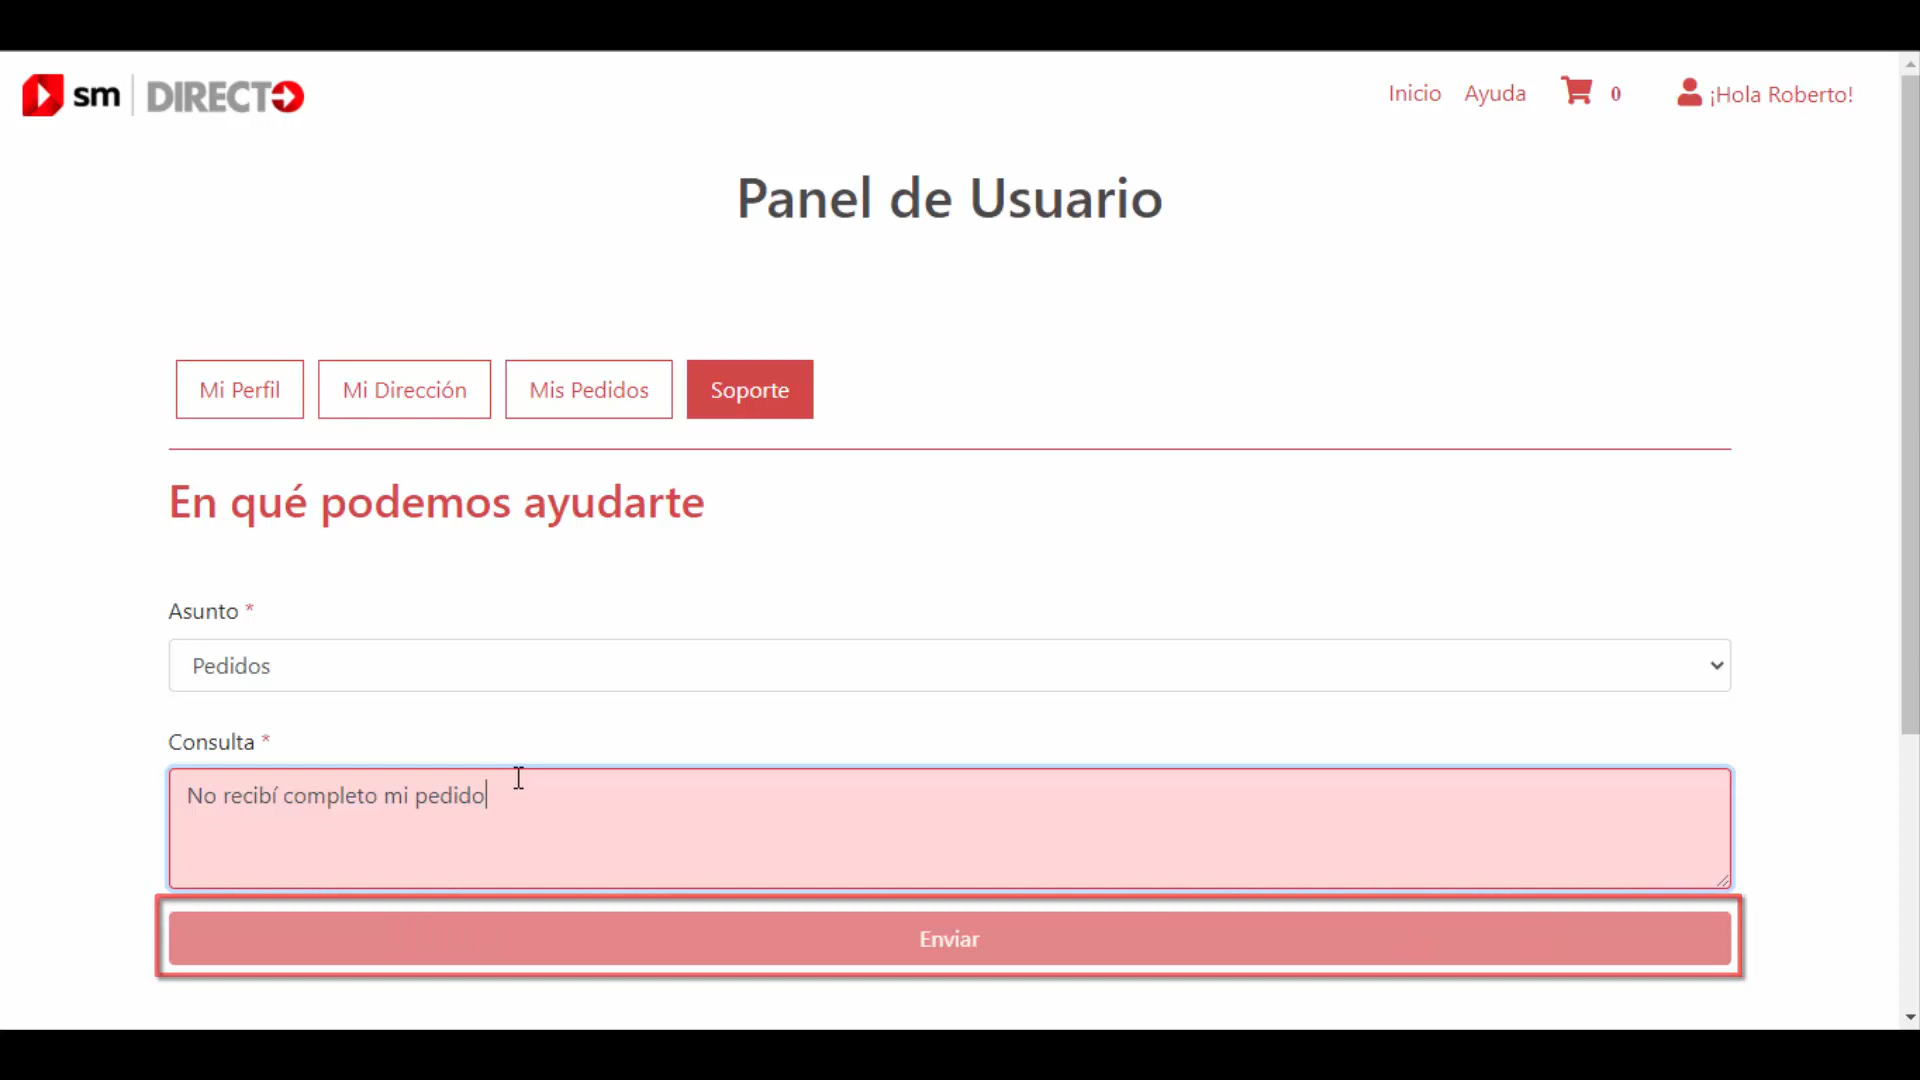 sm DIRECTO
Inicio Ayuda 0 ¡Hola Roberto!
Panel de Usuario
Mi Perfil Mi Dirección Mis Pedidos Soporte
En qué podemos ayudarte
Asunto *
Pedidos
Consulta *
No recibí completo mi pedido
Enviar